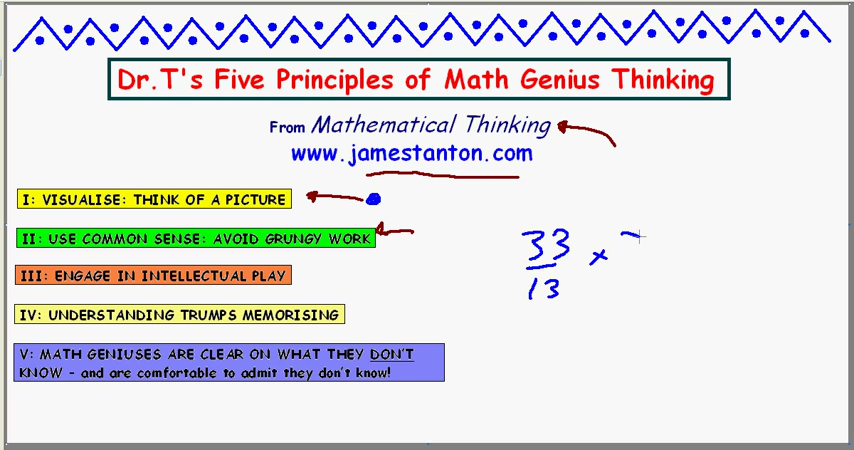 Dr.T's Five Principles of Math Genius Thinking
From Mathematical Thinking
www.jamestanton.com
I: VISUALISE: THINK OF A PICTURE
II: USE COMMON SENSE: AVOID GRUNGY WORK
33
×
13
III: ENGAGE IN INTELLECTUAL PLAY
IV: UNDERSTANDING TRUMPS MEMORISING
V: MATH GENIUSES ARE CLEAR ON WHAT THEY DON'T
KNOW - and are comfortable to admit they don't know!